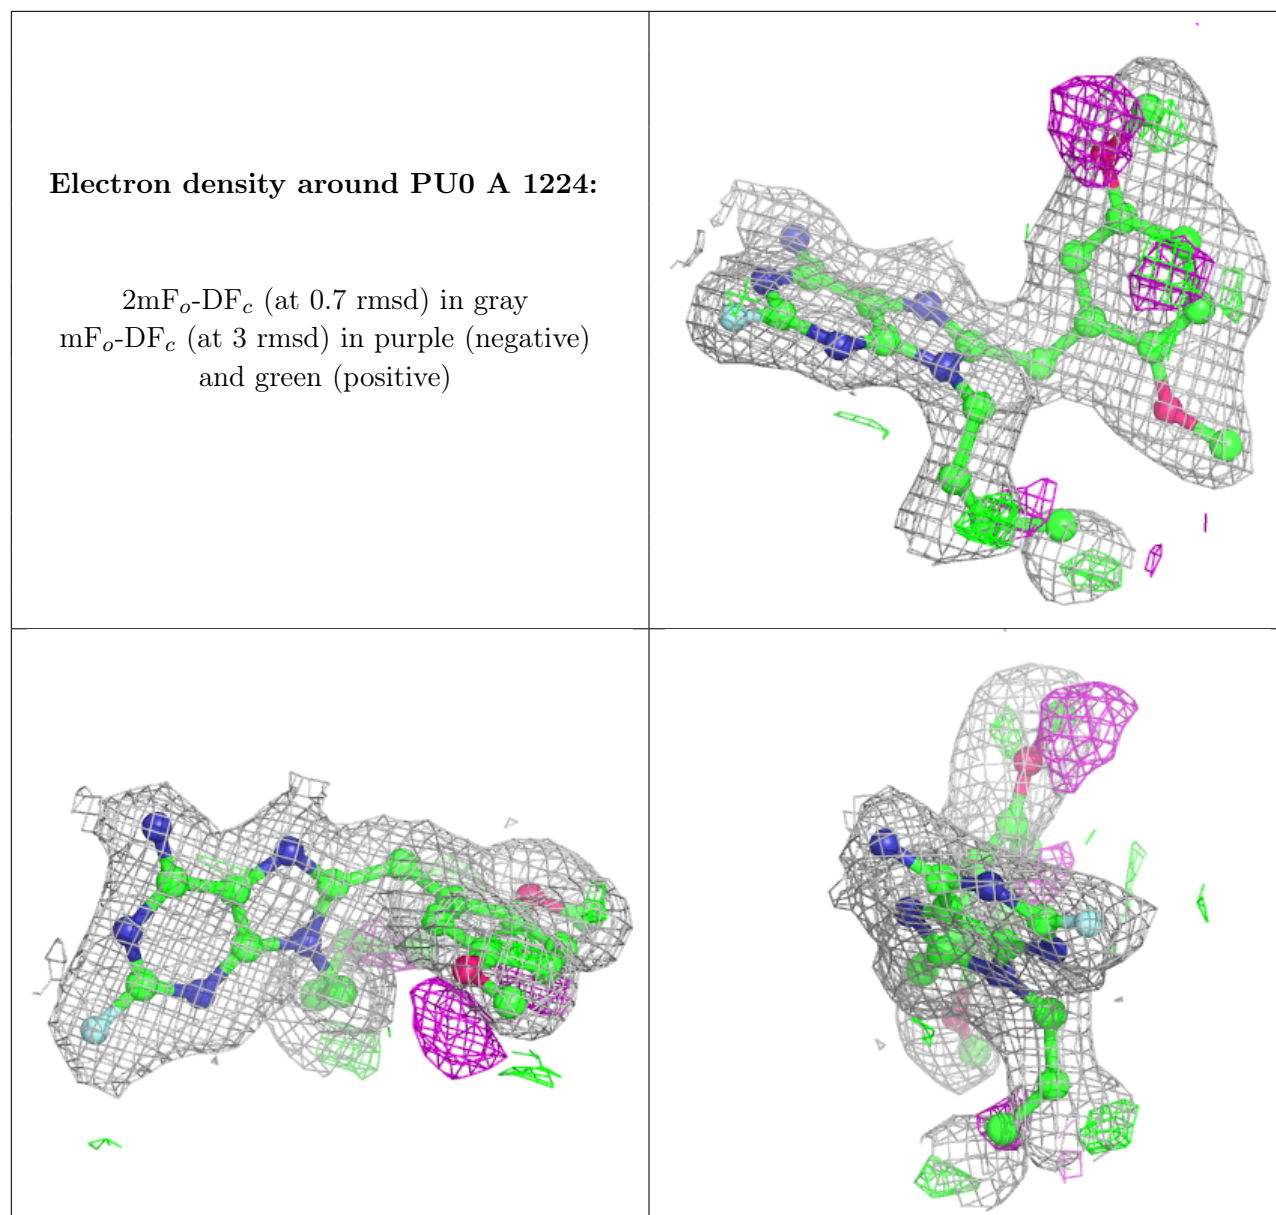 Electron density around PU0 A 1224:
2mFₒ-DF𝒸 (at 0.7 rmsd) in gray
mFₒ-DF𝒸 (at 3 rmsd) in purple (negative)
and green (positive)